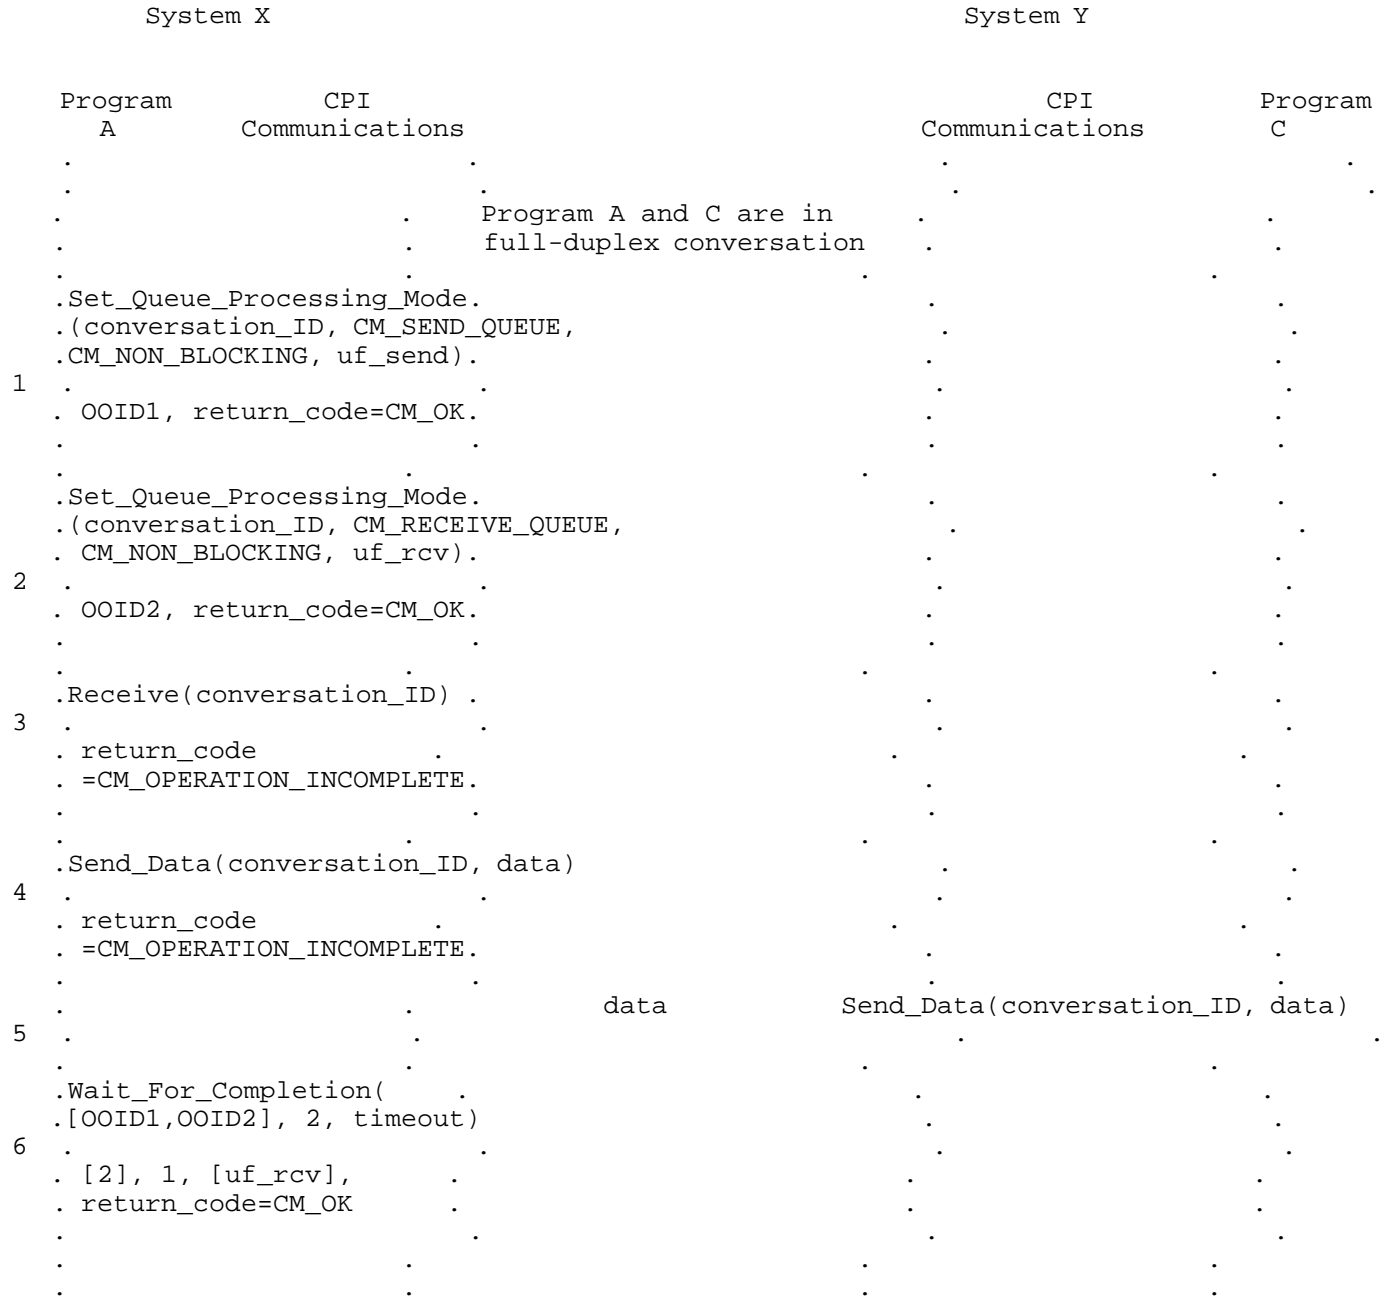 System X System Y
Program CPI CPI Program
A Communications Communications C
. . . .
. . . .
. . Program A and C are in . .
. . full-duplex conversation . .
. . . .
.Set_Queue_Processing_Mode. . .
.(conversation_ID, CM_SEND_QUEUE, . .
.CM_NON_BLOCKING, uf_send). . .
1 . . . .
. OOID1, return_code=CM_OK. . .
. . . .
. . . .
.Set_Queue_Processing_Mode. . .
.(conversation_ID, CM_RECEIVE_QUEUE, . .
. CM_NON_BLOCKING, uf_rcv). . .
2 . . . .
. OOID2, return_code=CM_OK. . .
. . . .
. . . .
.Receive(conversation_ID) . . .
3 . . . .
. return_code . . .
. =CM_OPERATION_INCOMPLETE. . .
. . . .
. . . .
.Send_Data(conversation_ID, data) . .
4 . . . .
. return_code . . .
. =CM_OPERATION_INCOMPLETE. . .
. . . .
. . data Send_Data(conversation_ID, data)
5 . . . .
. . . .
.Wait_For_Completion( . . .
.[OOID1,OOID2], 2, timeout) . .
6 . . . .
. [2], 1, [uf_rcv], . . .
. return_code=CM_OK . . .
. . . .
. . . .
. . . .